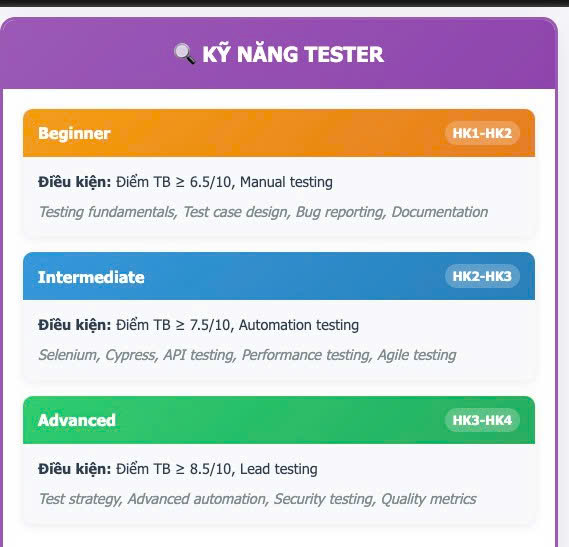 🔍 KỸ NĂNG TESTER
Beginner
HK1-HK2
Điều kiện: Điểm TB ≥ 6.5/10, Manual testing
Testing fundamentals, Test case design, Bug reporting, Documentation
Intermediate
HK2-HK3
Điều kiện: Điểm TB ≥ 7.5/10, Automation testing
Selenium, Cypress, API testing, Performance testing, Agile testing
Advanced
HK3-HK4
Điều kiện: Điểm TB ≥ 8.5/10, Lead testing
Test strategy, Advanced automation, Security testing, Quality metrics